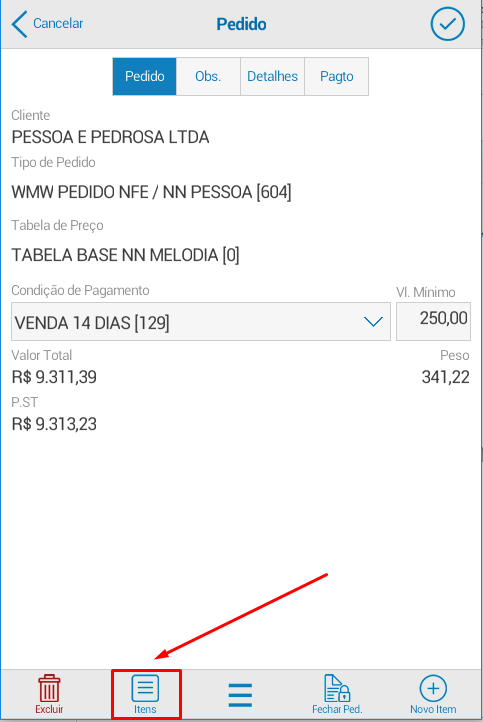 Cancelar Pedido
Pedido Obs. Detalhes Pagto
Cliente
PESSOA E PEDROSA LTDA
Tipo de Pedido
WMW PEDIDO NFE / NN PESSOA [604]
Tabela de Preço
TABELA BASE NN MELODIA [0]
Condição de Pagamento Vl. Mínimo
VENDA 14 DIAS [129] 250,00
Valor Total Peso
R$ 9.311,39 341,22
P.ST
R$ 9.313,23
Excluir Itens Fechar Ped. Novo Item